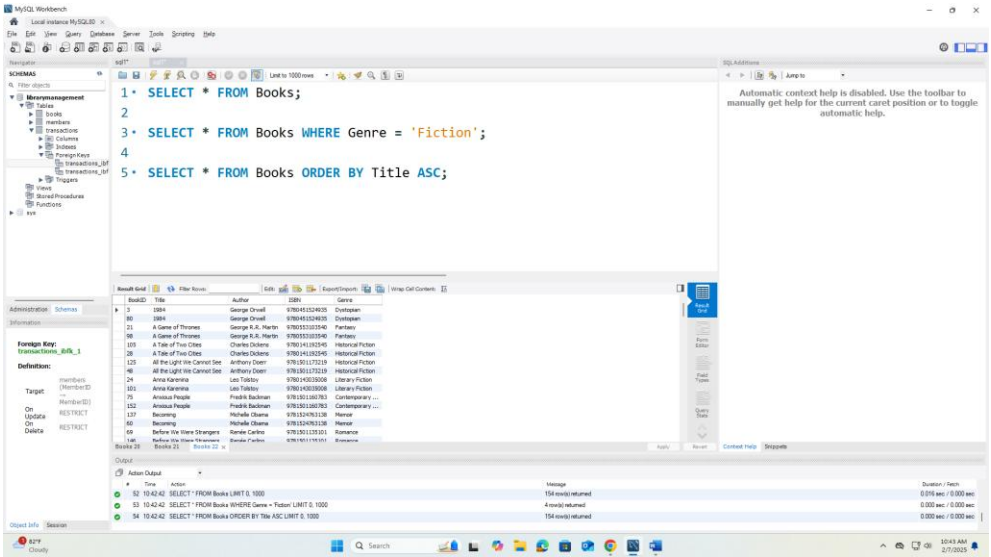 MySQL Workbench
Local instance MySQL80 ×
File Edit View Query Database Server Tools Scripting Help
Navigator
SCHEMAS
Filter objects
librarymanagement
Tables
books
members
transactions
Columns
Indexes
Foreign Keys
transactions_ibf
transactions_ibf
Triggers
Views
Stored Procedures
Functions
sys
Administration Schemas
Information
Foreign Key:
transactions_ibfk_1
Definition:
Target members (MemberID → MemberID)
On Update RESTRICT
On Delete RESTRICT
Object Info Session
Limit to 1000 rows
1 SELECT * FROM Books;
2
3 SELECT * FROM Books WHERE Genre = 'Fiction';
4
5 SELECT * FROM Books ORDER BY Title ASC;
Result Grid Filter Rows: Edit: Export/Import: Wrap Cell Content:
BookID Title Author ISBN Genre
3 1984 George Orwell 9780451524935 Dystopian
80 1984 George Orwell 9780451524935 Dystopian
21 A Game of Thrones George R.R. Martin 9780553103540 Fantasy
98 A Game of Thrones George R.R. Martin 9780553103540 Fantasy
105 A Tale of Two Cities Charles Dickens 9780141192545 Historical Fiction
28 A Tale of Two Cities Charles Dickens 9780141192545 Historical Fiction
125 All the Light We Cannot See Anthony Doerr 9781501173219 Historical Fiction
48 All the Light We Cannot See Anthony Doerr 9781501173219 Historical Fiction
24 Anna Karenina Leo Tolstoy 9780143035008 Literary Fiction
101 Anna Karenina Leo Tolstoy 9780143035008 Literary Fiction
75 Anxious People Fredrik Backman 9781501160783 Contemporary ...
152 Anxious People Fredrik Backman 9781501160783 Contemporary ...
137 Becoming Michelle Obama 9781524763138 Memoir
60 Becoming Michelle Obama 9781524763138 Memoir
69 Before We Were Strangers Renée Carlino 9781501135101 Romance
146 Before We Were Strangers Renée Carlino 9781501135101 Romance
Result Grid
Form Editor
Field Types
Query Stats
Books 20 Books 21 Books 22 ×
Apply Revert
SQL Additions
Jump to
Automatic context help is disabled. Use the toolbar to
manually get help for the current caret position or to toggle
automatic help.
Context Help Snippets
Output
Action Output
# Time Action Message Duration / Fetch
52 10:42:42 SELECT * FROM Books LIMIT 0, 1000 154 row(s) returned 0.016 sec / 0.000 sec
53 10:42:42 SELECT * FROM Books WHERE Genre = 'Fiction' LIMIT 0, 1000 4 row(s) returned 0.000 sec / 0.000 sec
54 10:42:42 SELECT * FROM Books ORDER BY Title ASC LIMIT 0, 1000 154 row(s) returned 0.000 sec / 0.000 sec
82°F
Cloudy
Search
10:43 AM
2/7/2025